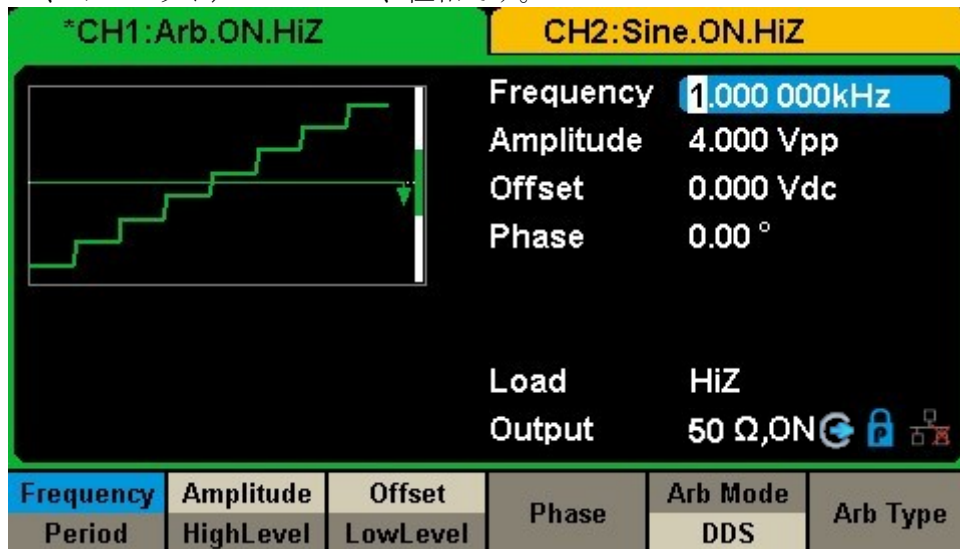 *CH1:Arb.ON.HiZ
CH2:Sine.ON.HiZ
Frequency 1.000 000kHz
Amplitude 4.000 Vpp
Offset 0.000 Vdc
Phase 0.00 °
Load HiZ
Output 50 Ω,ON
P
Frequency Amplitude Offset Phase Arb Mode Arb Type
Period HighLevel LowLevel DDS